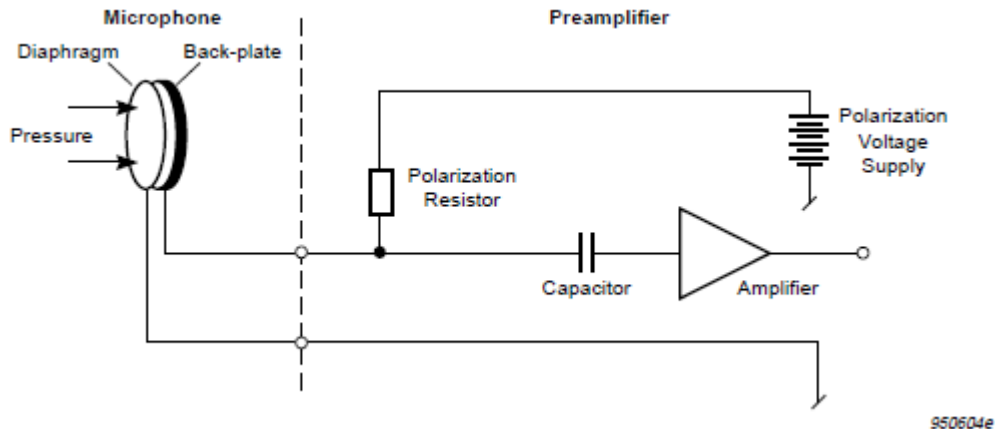 Microphone
Preamplifier
Diaphragm
Back-plate
Pressure
Polarization
Resistor
Polarization
Voltage
Supply
Capacitor
Amplifier
950604e